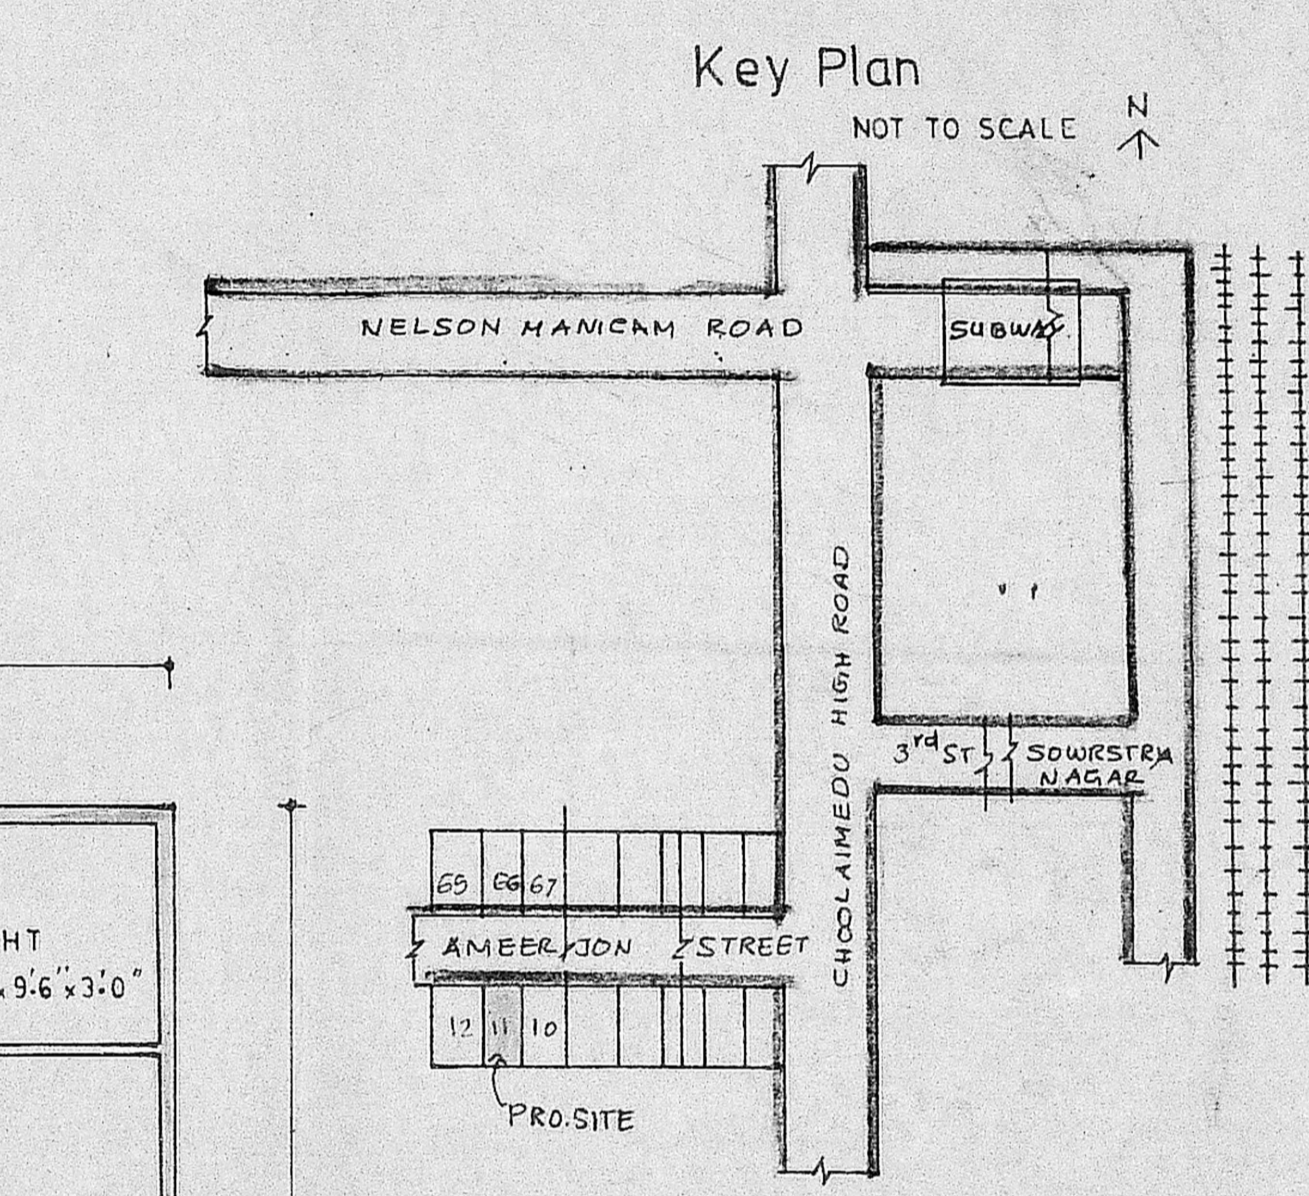 Key Plan
NOT TO SCALE
N
NELSON MANICAM ROAD
SUBWAY
CHOOLAIMEDU HIGH ROAD
3rd ST
SOWRSTRA
NAGAR
65 66 67
AMEER JON STREET
12 11 10
PRO.SITE
HT
x 9'.6" x 3'.0"